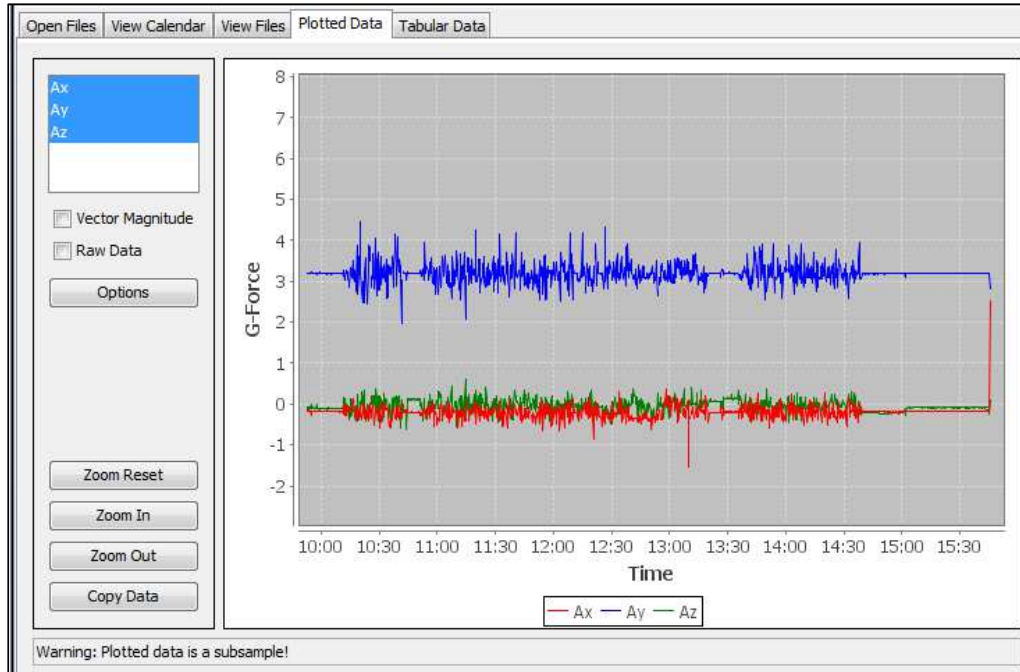 Open Files View Calendar View Files Plotted Data Tabular Data
Ax
Ay
Az
Vector Magnitude
Raw Data
Options
Zoom Reset
Zoom In
Zoom Out
Copy Data
G-Force
8
7
6
5
4
3
2
1
0
-1
-2
10:00 10:30 11:00 11:30 12:00 12:30 13:00 13:30 14:00 14:30 15:00 15:30
Time
Ax Ay Az
Warning: Plotted data is a subsample!